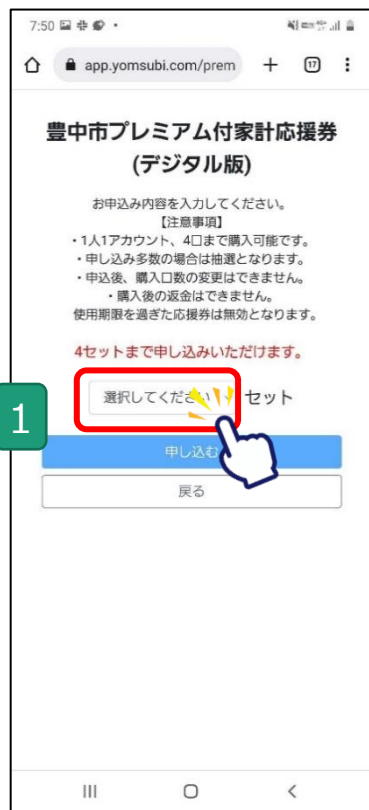 7:50
app.yomsubi.com/prem
17
豊中市プレミアム付家計応援券
(デジタル版)
お申込み内容を入力してください。
【注意事項】
・1人1アカウント、4口まで購入可能です。
・申し込み多数の場合は抽選となります。
・申込後、購入口数の変更はできません。
・購入後の返金はできません。
使用期限を過ぎた応援券は無効となります。
4セットまで申し込みいただけます。
1
選択してください セット
申し込む
戻る